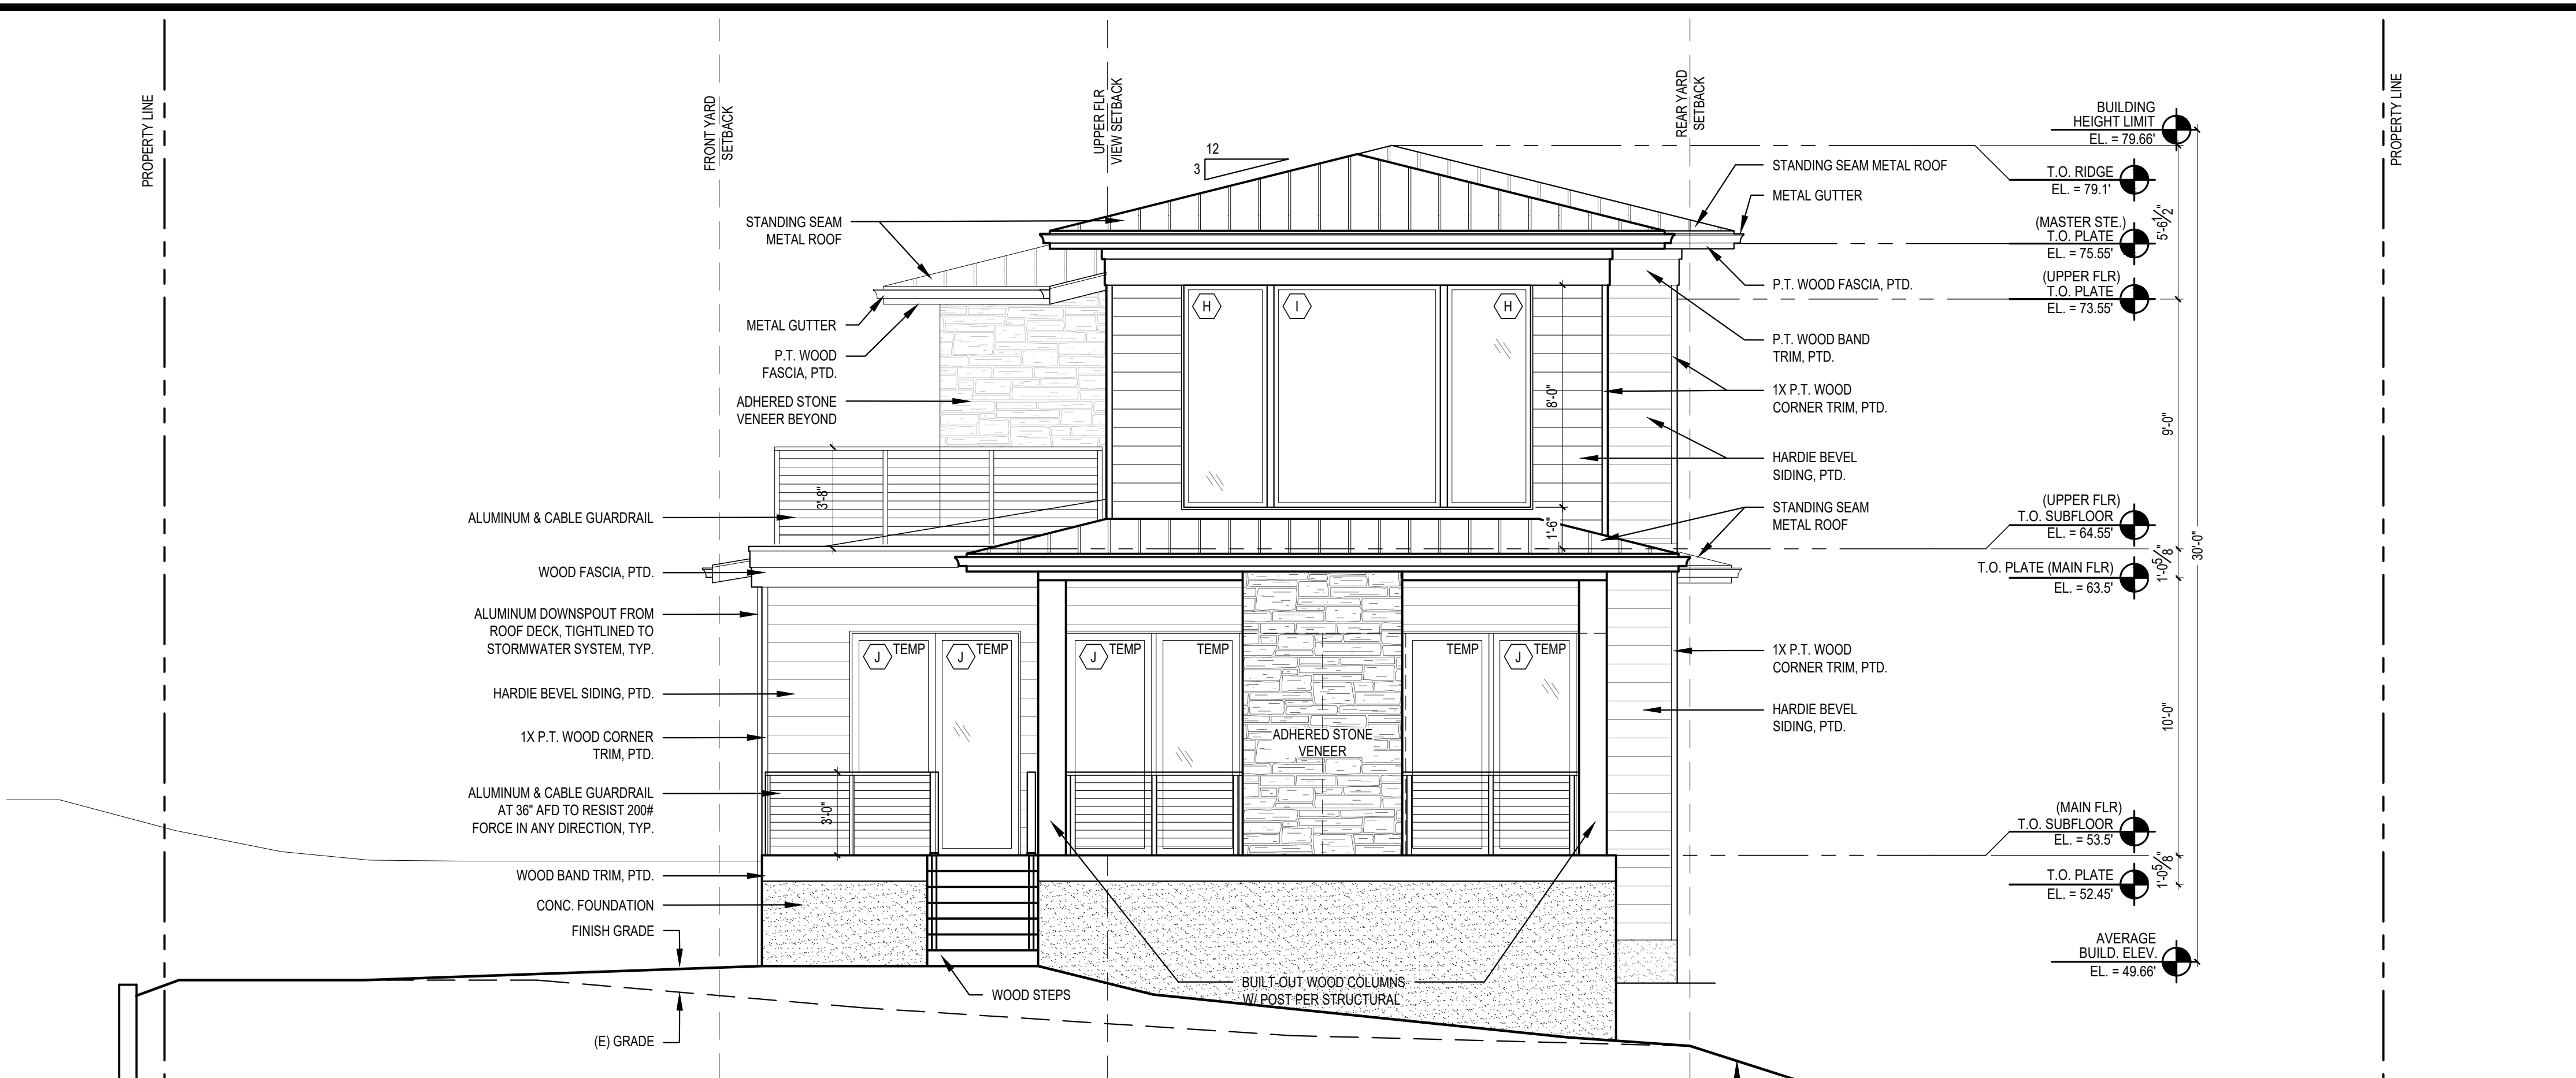 PROPERTY LINE
FRONT YARD
SETBACK
UPPER FLR
VIEW SETBACK
REAR YARD
SETBACK
PROPERTY LINE
12
3
STANDING SEAM
METAL ROOF
METAL GUTTER
P.T. WOOD
FASCIA, PTD.
ADHERED STONE
VENEER BEYOND
ALUMINUM & CABLE GUARDRAIL
WOOD FASCIA, PTD.
ALUMINUM DOWNSPOUT FROM
ROOF DECK, TIGHTLINED TO
STORMWATER SYSTEM, TYP.
HARDIE BEVEL SIDING, PTD.
1X P.T. WOOD CORNER
TRIM, PTD.
ALUMINUM & CABLE GUARDRAIL
AT 36" AFD TO RESIST 200#
FORCE IN ANY DIRECTION, TYP.
WOOD BAND TRIM, PTD.
CONC. FOUNDATION
FINISH GRADE
(E) GRADE
H
I
H
8'-0"
3'-8"
1'-6"
J
TEMP
J
TEMP
J
TEMP
TEMP
TEMP
J
TEMP
ADHERED STONE
VENEER
3'-0"
WOOD STEPS
BUILT-OUT WOOD COLUMNS
W/ POST PER STRUCTURAL
STANDING SEAM METAL ROOF
METAL GUTTER
P.T. WOOD FASCIA, PTD.
P.T. WOOD BAND
TRIM, PTD.
1X P.T. WOOD
CORNER TRIM, PTD.
HARDIE BEVEL
SIDING, PTD.
STANDING SEAM
METAL ROOF
1X P.T. WOOD
CORNER TRIM, PTD.
HARDIE BEVEL
SIDING, PTD.
BUILDING
HEIGHT LIMIT
EL. = 79.66'
T.O. RIDGE
EL. = 79.1'
(MASTER STE.)
T.O. PLATE
EL. = 75.55'
(UPPER FLR)
T.O. PLATE
EL. = 73.55'
(UPPER FLR)
T.O. SUBFLOOR
EL. = 64.55'
T.O. PLATE (MAIN FLR)
EL. = 63.5'
(MAIN FLR)
T.O. SUBFLOOR
EL. = 53.5'
T.O. PLATE
EL. = 52.45'
AVERAGE
BUILD. ELEV.
EL. = 49.66'
5'-6 1/2"
9'-0"
1'-0 5/8"
10'-0"
1'-0 5/8"
30'-0"